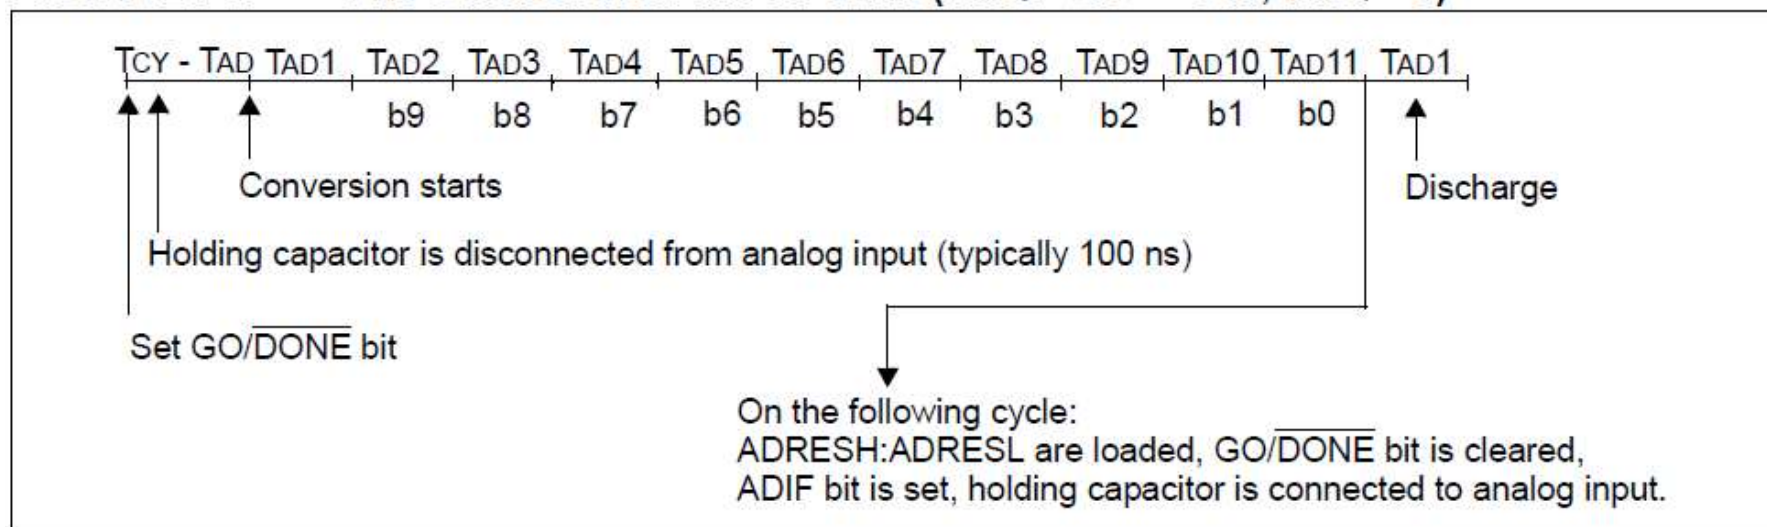 TCY - TAD TAD1 TAD2 TAD3 TAD4 TAD5 TAD6 TAD7 TAD8 TAD9 TAD10 TAD11 TAD1
b9 b8 b7 b6 b5 b4 b3 b2 b1 b0
Conversion starts
Discharge
Holding capacitor is disconnected from analog input (typically 100 ns)
Set GO/DONE bit
On the following cycle:
ADRESH:ADRESL are loaded, GO/DONE bit is cleared,
ADIF bit is set, holding capacitor is connected to analog input.